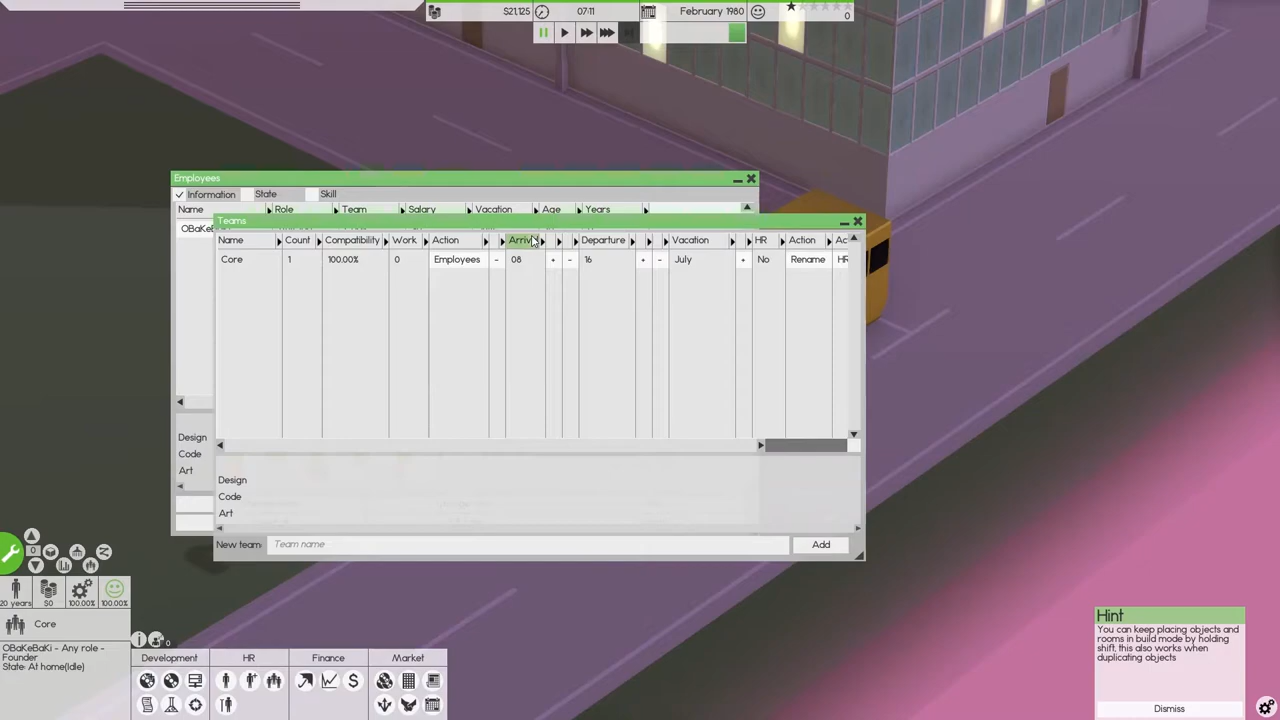 $21,125
07:11
February 1980
0
Employees
Information State Skill
Name Role Team Salary Vacation Age Years
Teams
Name Count Compatibility Work Action Departure Vacation HR Action
Core 1 100.00% 0 Employees - 08 + - 16 + - July + No Rename HR
Design
Code
Art
Design
Code
Art
New team Team name Add
0
20 years $0 100.00% 100.00%
Core
OBaKeBaKi - Any role -
Founder
State: At home(Idle)
0
Development HR Finance Market
Hint
You can keep placing objects and
rooms in build mode by holding
shift, this also works when
duplicating objects
Dismiss